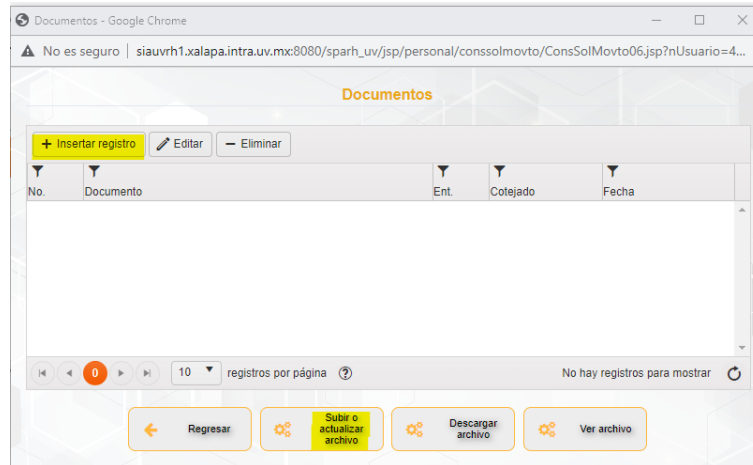 Documentos - Google Chrome
No es seguro | siauvrh1.xalapa.intra.uv.mx:8080/sparh_uv/jsp/personal/conssolmovto/ConsSolMovto06.jsp?nUsuario=4...
Documentos
+ Insertar registro Editar − Eliminar
No. Documento Ent. Cotejado Fecha
0 10 registros por página ? No hay registros para mostrar
Regresar
Subir o
actualizar
archivo
Descargar
archivo
Ver archivo